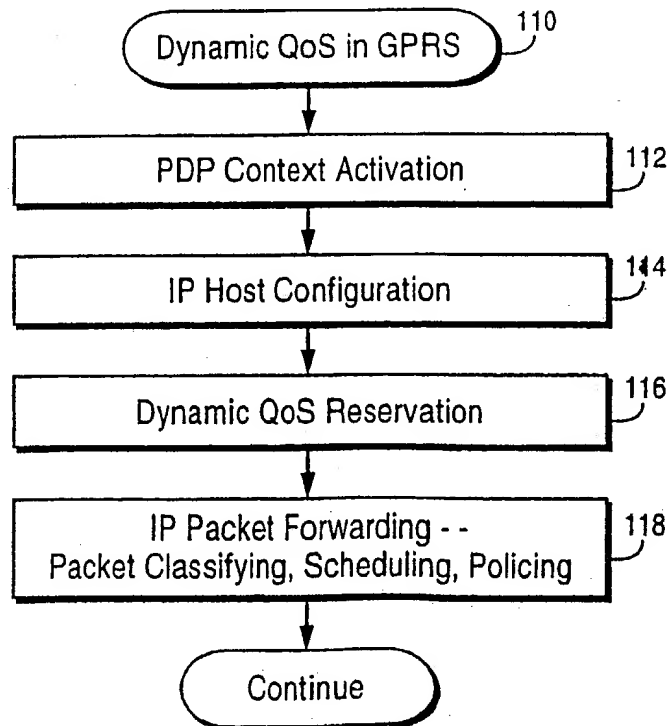 Dynamic QoS in GPRS
110
PDP Context Activation
112
IP Host Configuration
114
Dynamic QoS Reservation
116
IP Packet Forwarding - -
Packet Classifying, Scheduling, Policing
118
Continue